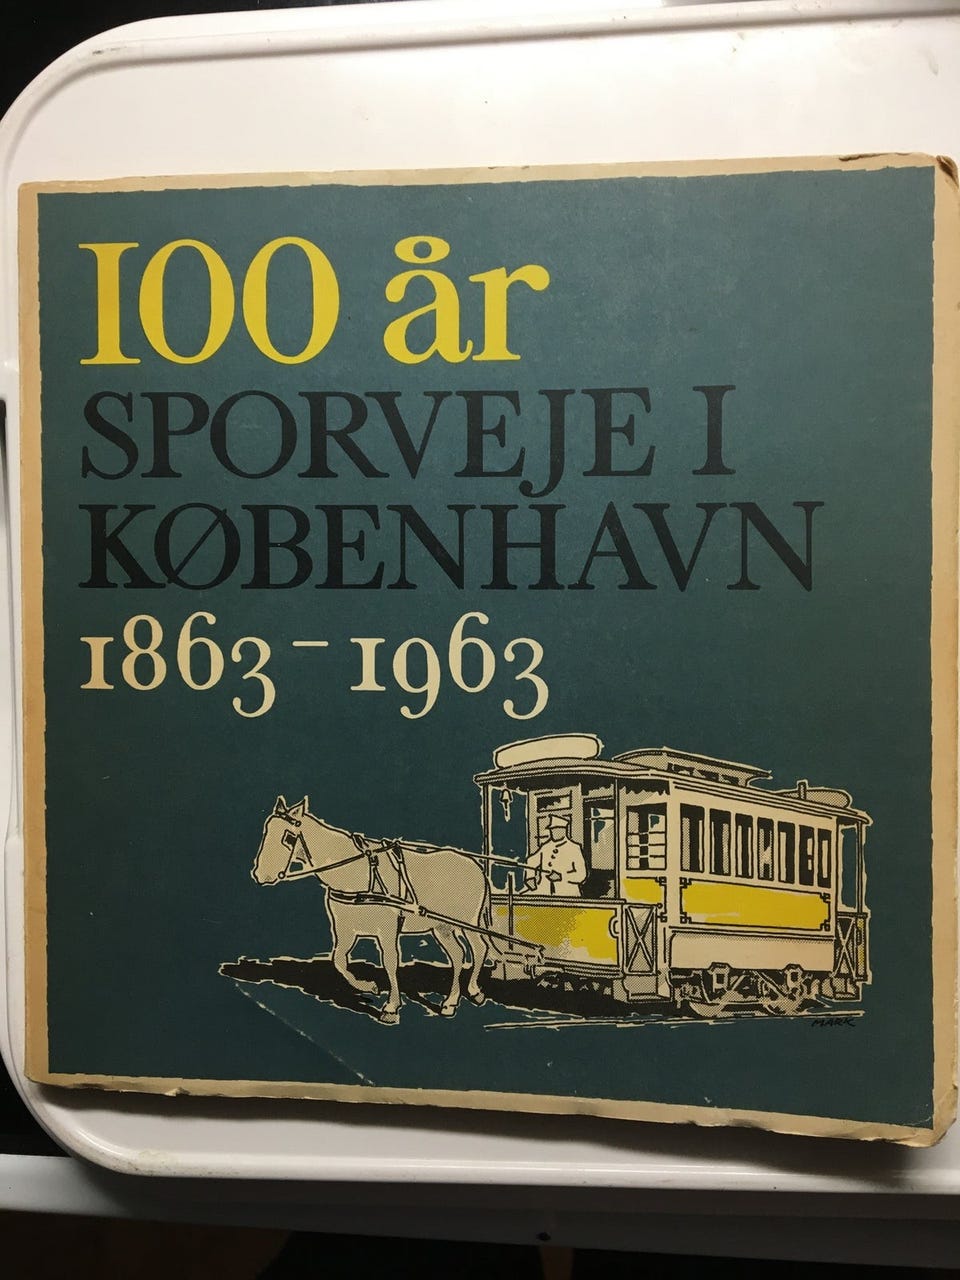 100 år
SPORVEJE I
KØBENHAVN
1863-1963
MARK